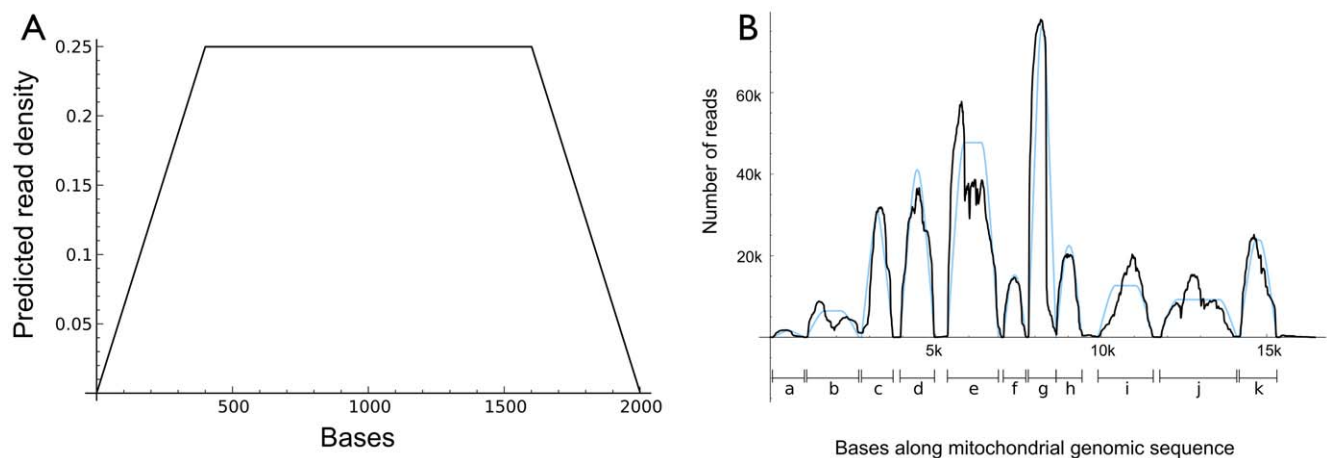 A
0.25
0.2
0.15
0.1
0.05
Predicted read density
500
1000
1500
2000
Bases
B
60k
40k
20k
Number of reads
5k
10k
15k
a b c d e f g h i j k
Bases along mitochondrial genomic sequence